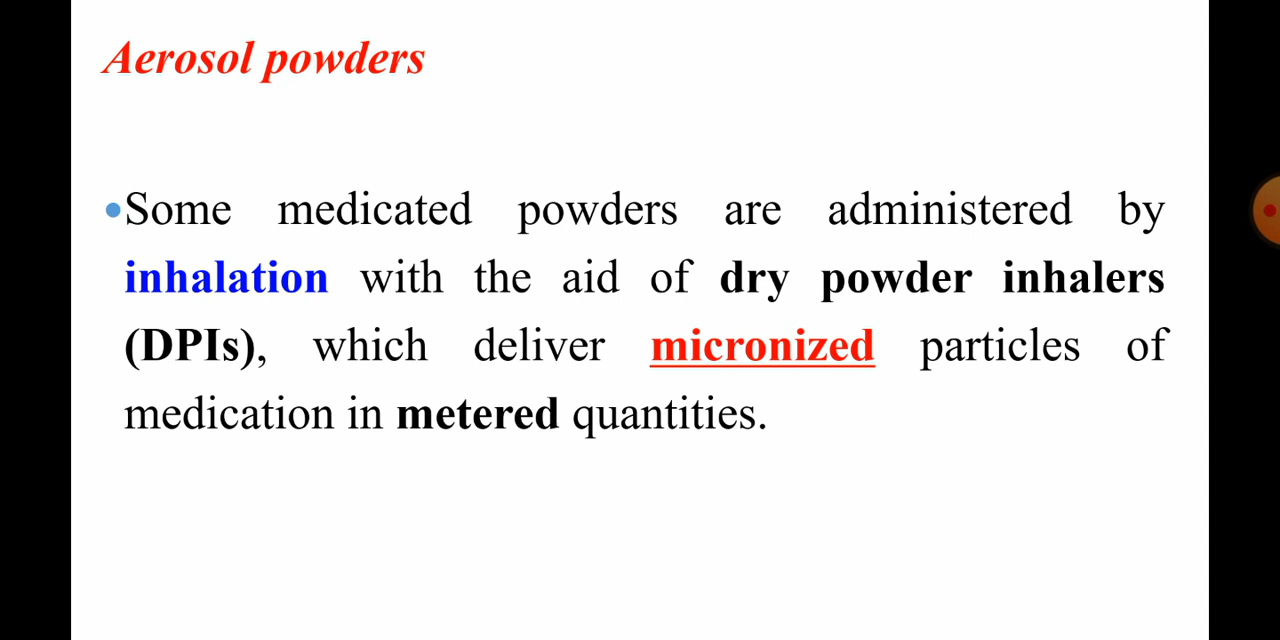 Aerosol powders
•Some medicated powders are administered by
inhalation with the aid of dry powder inhalers
(DPIs), which deliver micronized particles of
medication in metered quantities.